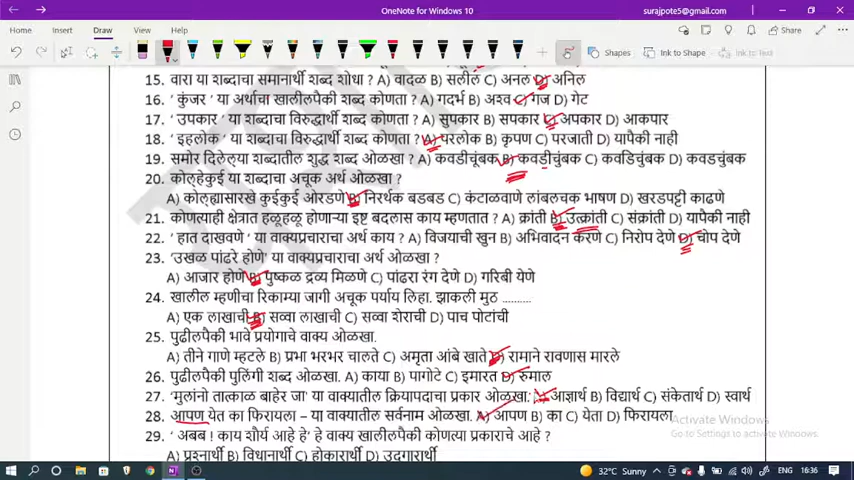 OneNote for Windows 10
surajpote5@gmail.com
Home Insert Draw View Help
Share
Shapes Ink to Shape Ink to Text
15. वारा या शब्दाचा समानार्थी शब्द शोधा ? A) वादळ B) सलील C) अनल D) अनिल
16. ' कुंजर ' या अर्थाचा खालीलपैकी शब्द कोणता ? A) गदर्भ B) अश्व C) गज D) गेट
17. ' उपकार ' या शब्दाचा विरुद्धार्थी शब्द कोणता ? A) सुपकार B) सपकार C) अपकार D) आकपार
18. ' इहलोक ' या शब्दाचा विरुद्धार्थी शब्द कोणता ? A) परलोक B) कृपण C) परजाती D) यापैकी नाही
19. समोर दिलेल्या शब्दातील शुद्ध शब्द ओळखा ? A) कवडीचूंबक B) कवडीचुंबक C) कवडिचुंबक D) कवडचुंबक
20. कोल्हेकुई या शब्दाचा अचूक अर्थ ओळखा ?
A) कोल्ह्यासारखे कुईकुई ओरडणे B) निरर्थक बडबड C) कंटाळवाणे लांबलचक भाषण D) खरडपट्टी काढणे
21. कोणत्याही क्षेत्रात हळूहळू होणाऱ्या इष्ट बदलास काय म्हणतात ? A) क्रांती B) उत्क्रांती C) संक्रांती D) यापैकी नाही
22. ' हात दाखवणे ' या वाक्यप्रचाराचा अर्थ काय ? A) विजयाची खुन B) अभिवादन करणे C) निरोप देणे D) चोप देणे
23. 'उखळ पांढरे होणे' या वाक्यप्रचाराचा अर्थ ओळखा ?
A) आजार होणे B) पुष्कळ द्रव्य मिळणे C) पांढरा रंग देणे D) गरिबी येणे
24. खालील म्हणीचा रिकाम्या जागी अचूक पर्याय लिहा. झाकली मुठ ..........
A) एक लाखाची B) सव्वा लाखाची C) सव्वा शेराची D) पाच पोटांची
25. पुढीलपैकी भावे प्रयोगाचे वाक्य ओळखा.
A) तीने गाणे म्हटले B) प्रभा भरभर चालते C) अमृता आंबे खाते D) रामाने रावणास मारले
26. पुढीलपैकी पुलिंगी शब्द ओळखा. A) काया B) पागोटे C) इमारत D) रुमाल
27. 'मुलांनो तात्काळ बाहेर जा' या वाक्यातील क्रियापदाचा प्रकार ओळखा. A) आज्ञार्थ B) विद्यार्थ C) संकेतार्थ D) स्वार्थ
28. आपण येत का फिरायला – या वाक्यातील सर्वनाम ओळखा. A) आपण B) का C) येता D) फिरायला
29. ' अबब ! काय शौर्य आहे हे' हे वाक्य खालीलपैकी कोणत्या प्रकाराचे आहे ?
A) प्रश्नार्थी B) विधानार्थी C) होकारार्थी D) उदगारार्थी
Activate Windows
Go to Settings to activate Windows.
32°C Sunny
ENG 16:36